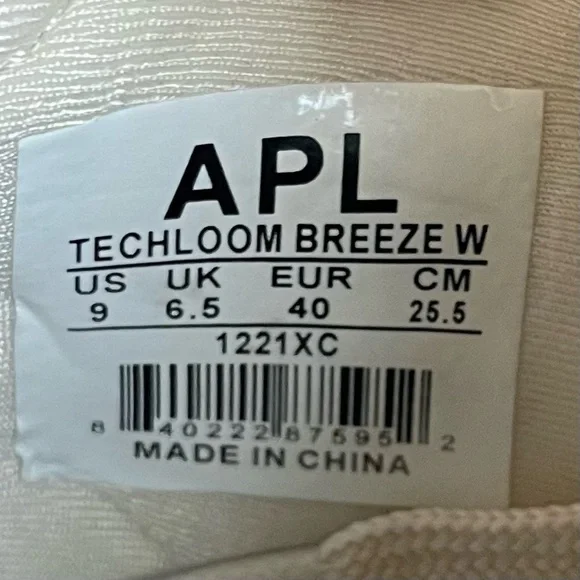 APL
TECHLOOM BREEZE W
US UK EUR CM
9 6.5 40 25.5
1221XC
8 40222 87595 2
MADE IN CHINA